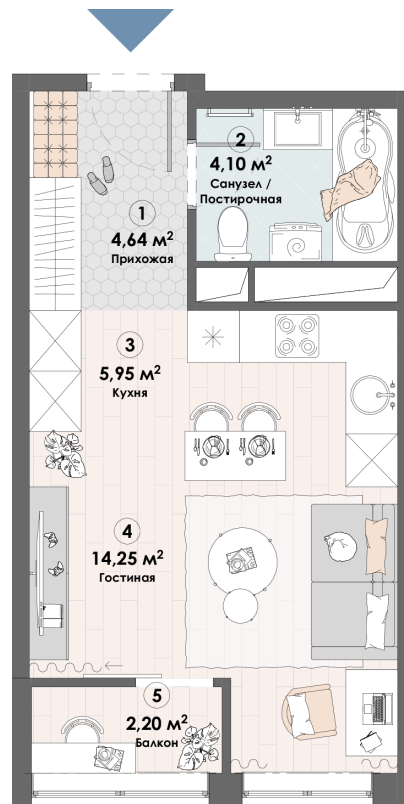 1
4,64 м²
Прихожая
2
4,10 м²
Санузел /
Постирочная
3
5,95 м²
Кухня
4
14,25 м²
Гостиная
5
2,20 м²
Балкон